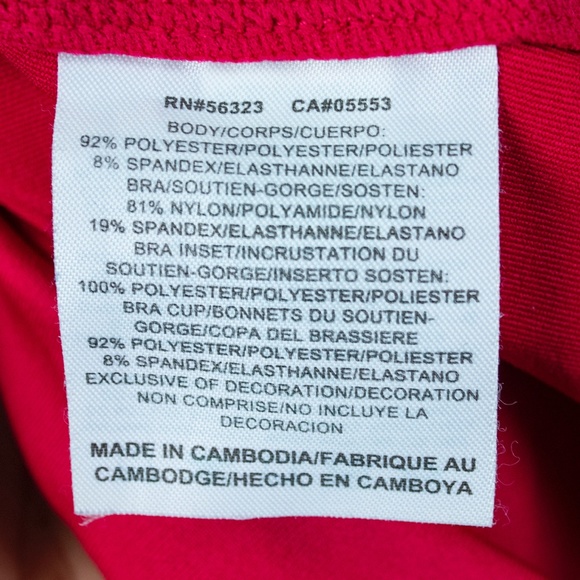 RN#56323 CA#05553
BODY/CORPS/CUERPO:
92% POLYESTER/POLYESTER/POLIESTER
8% SPANDEX/ELASTHANNE/ELASTANO
BRA/SOUTIEN-GORGE/SOSTEN:
81% NYLON/POLYAMIDE/NYLON
19% SPANDEX/ELASTHANNE/ELASTANO
BRA INSET/INCRUSTATION DU
SOUTIEN-GORGE/INSERTO SOSTEN:
100% POLYESTER/POLYESTER/POLIESTER
BRA CUP/BONNETS DU SOUTIEN-
GORGE/COPA DEL BRASSIERE
92% POLYESTER/POLYESTER/POLIESTER
8% SPANDEX/ELASTHANNE/ELASTANO
EXCLUSIVE OF DECORATION/DECORATION
NON COMPRISE/NO INCLUYE LA
DECORACION
MADE IN CAMBODIA/FABRIQUE AU
CAMBODGE/HECHO EN CAMBOYA